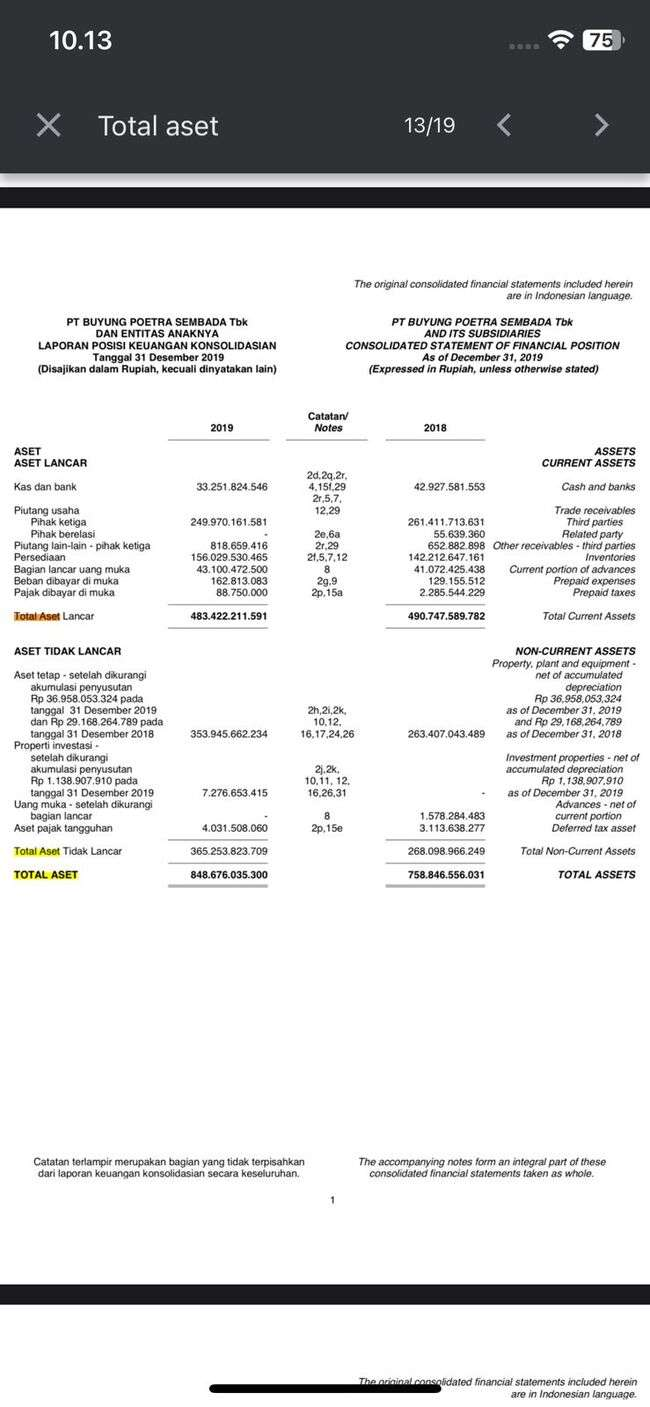 10.13
75
Total aset
13/19
The original consolidated financial statements included herein
are in Indonesian language.
PT BUYUNG POETRA SEMBADA Tbk
DAN ENTITAS ANAKNYA
LAPORAN POSISI KEUANGAN KONSOLIDASIAN
Tanggal 31 Desember 2019
(Disajikan dalam Rupiah, kecuali dinyatakan lain)
PT BUYUNG POETRA SEMBADA Tbk
AND ITS SUBSIDIARIES
CONSOLIDATED STATEMENT OF FINANCIAL POSITION
As of December 31, 2019
(Expressed in Rupiah, unless otherwise stated)
Catatan/
2019 Notes 2018
ASET ASSETS
ASET LANCAR CURRENT ASSETS
2d,2q,2r,
Kas dan bank 33.251.824.546 4,15f,29 42.927.581.553 Cash and banks
2r,5,7,
Piutang usaha 12,29 Trade receivables
Pihak ketiga 249.970.161.581 261.411.713.631 Third parties
Pihak berelasi - 2e,6a 55.639.360 Related party
Piutang lain-lain - pihak ketiga 818.659.416 2r,29 652.882.898 Other receivables - third parties
Persediaan 156.029.530.465 2f,5,7,12 142.212.647.161 Inventories
Bagian lancar uang muka 43.100.472.500 8 41.072.425.438 Current portion of advances
Beban dibayar di muka 162.813.083 2g,9 129.155.512 Prepaid expenses
Pajak dibayar di muka 88.750.000 2p,15a 2.285.544.229 Prepaid taxes
Total Aset Lancar 483.422.211.591 490.747.589.782 Total Current Assets
ASET TIDAK LANCAR NON-CURRENT ASSETS
Property, plant and equipment -
Aset tetap - setelah dikurangi net of accumulated
akumulasi penyusutan depreciation
Rp 36.958.053.324 pada Rp 36,958,053,324
tanggal 31 Desember 2019 2h,2i,2k, as of December 31, 2019
dan Rp 29.168.264.789 pada 10,12, and Rp 29,168,264,789
tanggal 31 Desember 2018 353.945.662.234 16,17,24,26 263.407.043.489 as of December 31, 2018
Properti investasi -
setelah dikurangi Investment properties - net of
akumulasi penyusutan 2j,2k, accumulated depreciation
Rp 1.138.907.910 pada 10,11, 12, Rp 1,138,907,910
tanggal 31 Desember 2019 7.276.653.415 16,26,31 - as of December 31, 2019
Uang muka - setelah dikurangi Advances - net of
bagian lancar - 8 1.578.284.483 current portion
Aset pajak tangguhan 4.031.508.060 2p,15e 3.113.638.277 Deferred tax asset
Total Aset Tidak Lancar 365.253.823.709 268.098.966.249 Total Non-Current Assets
TOTAL ASET 848.676.035.300 758.846.556.031 TOTAL ASSETS
Catatan terlampir merupakan bagian yang tidak terpisahkan
dari laporan keuangan konsolidasian secara keseluruhan.
The accompanying notes form an integral part of these
consolidated financial statements taken as whole.
1
The original consolidated financial statements included herein
are in Indonesian language.